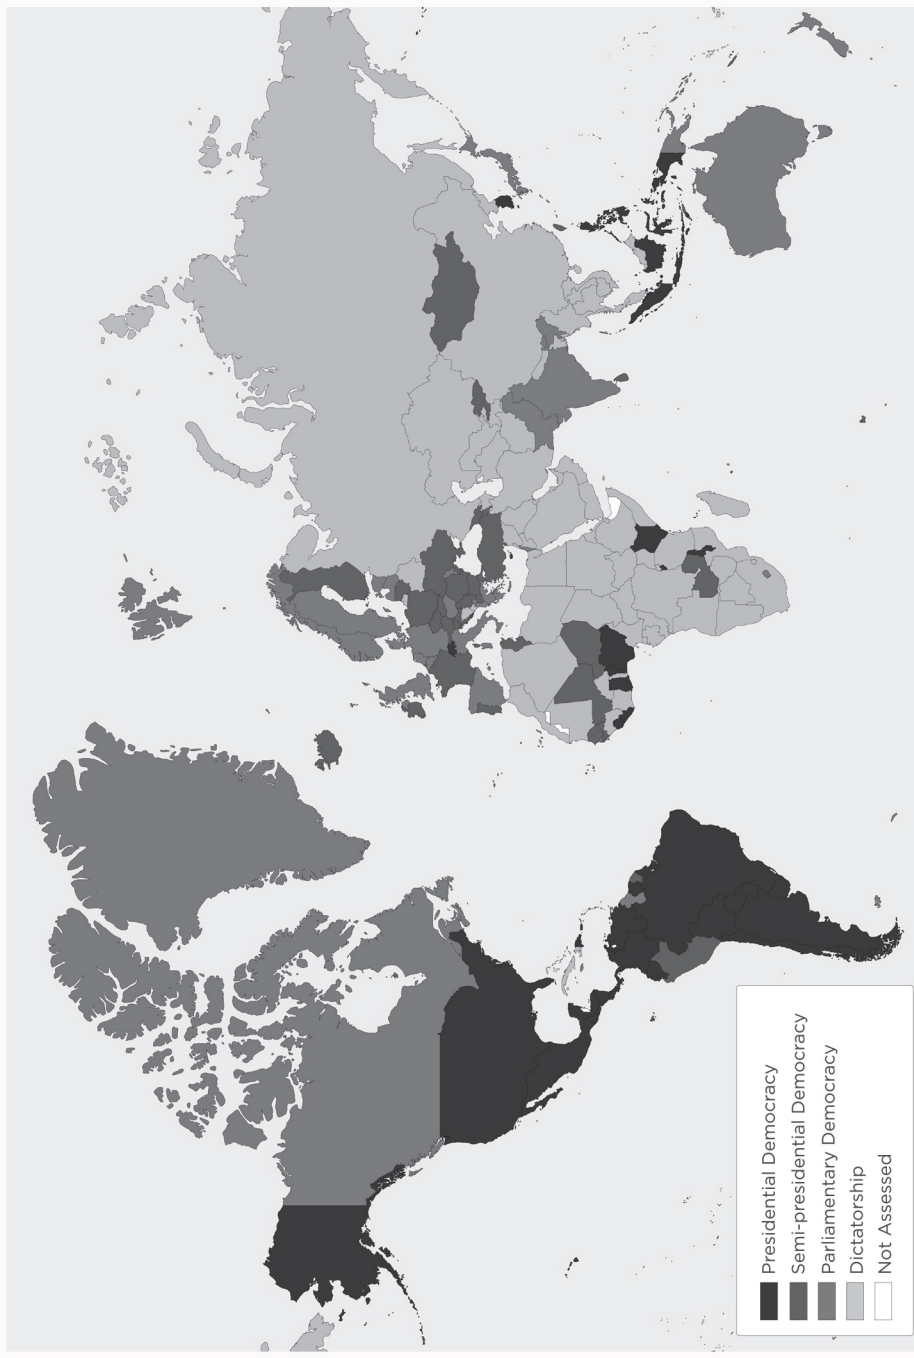 Presidential Democracy
Semi-presidential Democracy
Parliamentary Democracy
Dictatorship
Not Assessed